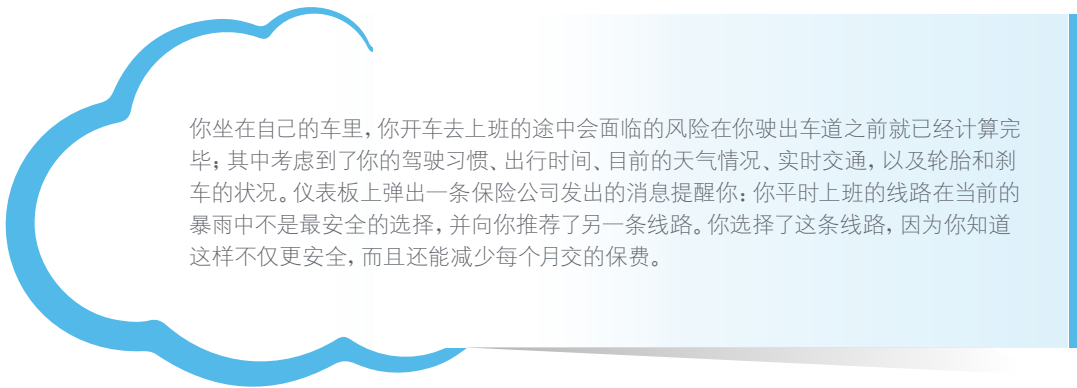 你坐在自己的车里，你开车去上班的途中会面临的风险在你驶出车道之前就已经计算完
毕；其中考虑到了你的驾驶习惯、出行时间、目前的天气情况、实时交通，以及轮胎和刹
车的状况。仪表板上弹出一条保险公司发出的消息提醒你：你平时上班的线路在当前的
暴雨中不是最安全的选择，并向你推荐了另一条线路。你选择了这条线路，因为你知道
这样不仅更安全，而且还能减少每个月交的保费。